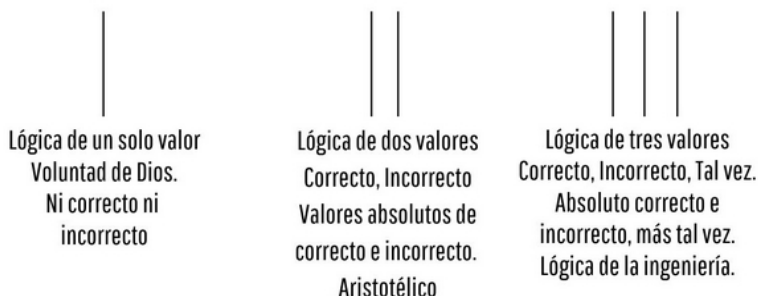 Lógica de un solo valor
Voluntad de Dios.
Ni correcto ni
incorrecto
Lógica de dos valores
Correcto, Incorrecto
Valores absolutos de
correcto e incorrecto.
Aristotélico
Lógica de tres valores
Correcto, Incorrecto, Tal vez.
Absoluto correcto e
incorrecto, más tal vez.
Lógica de la ingeniería.